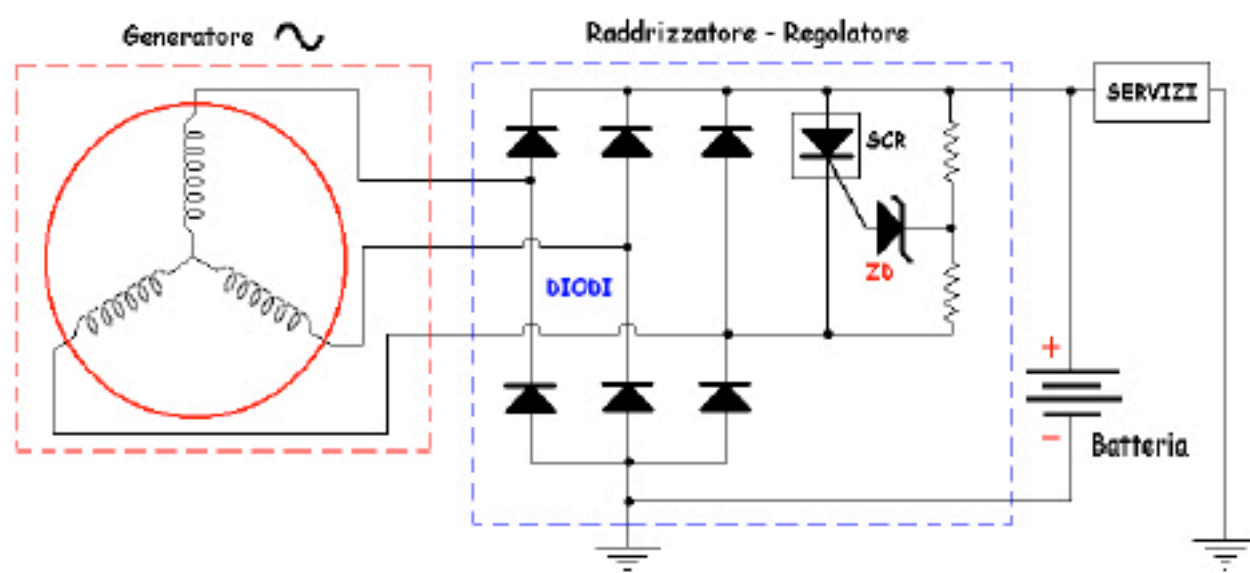 Generatore
Raddrizzatore - Regolatore
SERVIZI
SCR
ZD
DIODI
+
-
Batteria